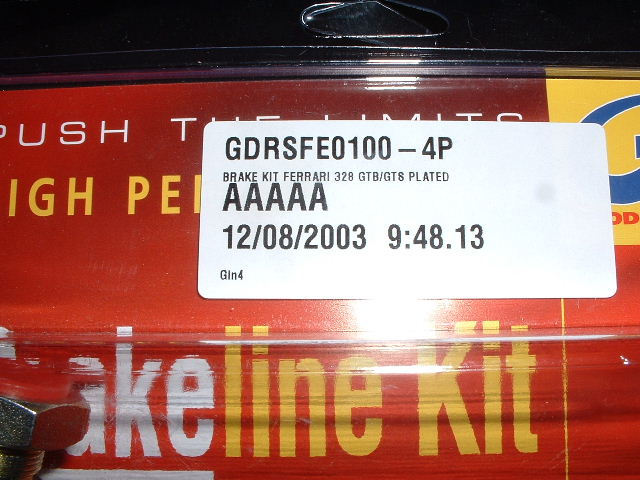 PUSH THE LIMITS
IGH PE
GDRSFE0100-4P
BRAKE KIT FERRARI 328 GTB/GTS PLATED
AAAAA
12/08/2003 9:48.13
GIn4
akeline Kit